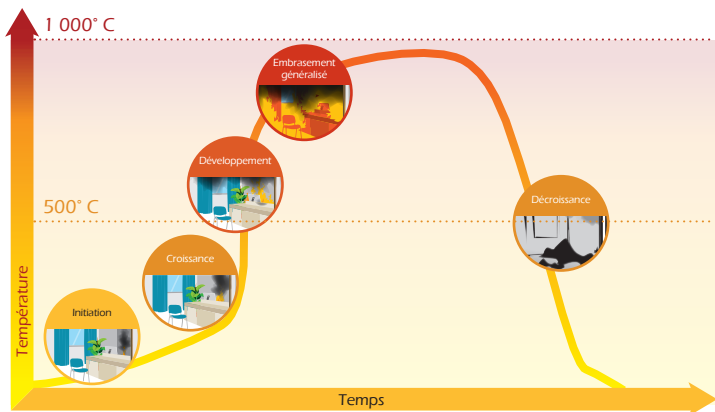 1 000° C
Embrasement
généralisé
Développement
Décroissance
500° C
Croissance
Initiation
Température
Temps